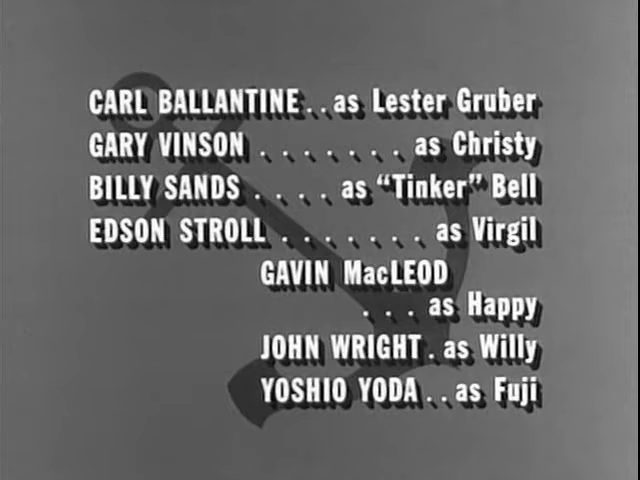 CARL BALLANTINE . . as Lester Gruber
GARY VINSON . . . . . . . as Christy
BILLY SANDS . . . . as “Tinker” Bell
EDSON STROLL . . . . . . . as Virgil
GAVIN MacLEOD
. . . as Happy
JOHN WRIGHT . as Willy
YOSHIO YODA . . as Fuji